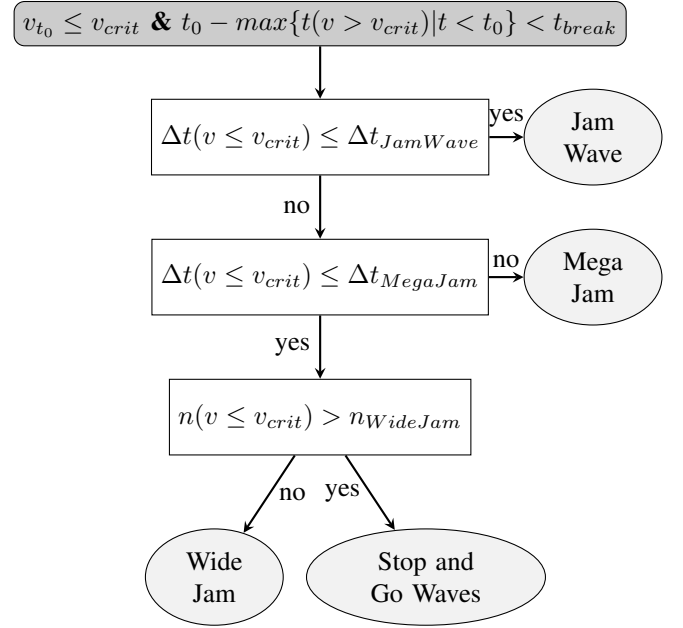 v_{t_0} ≤ v_{crit} & t_0 − max{t(v > v_{crit})|t < t_0} < t_{break}
Δt(v ≤ v_{crit}) ≤ Δt_{JamWave}
yes
Jam
Wave
no
Δt(v ≤ v_{crit}) ≤ Δt_{MegaJam}
no
Mega
Jam
yes
n(v ≤ v_{crit}) > n_{WideJam}
no
yes
Wide
Jam
Stop and
Go Waves